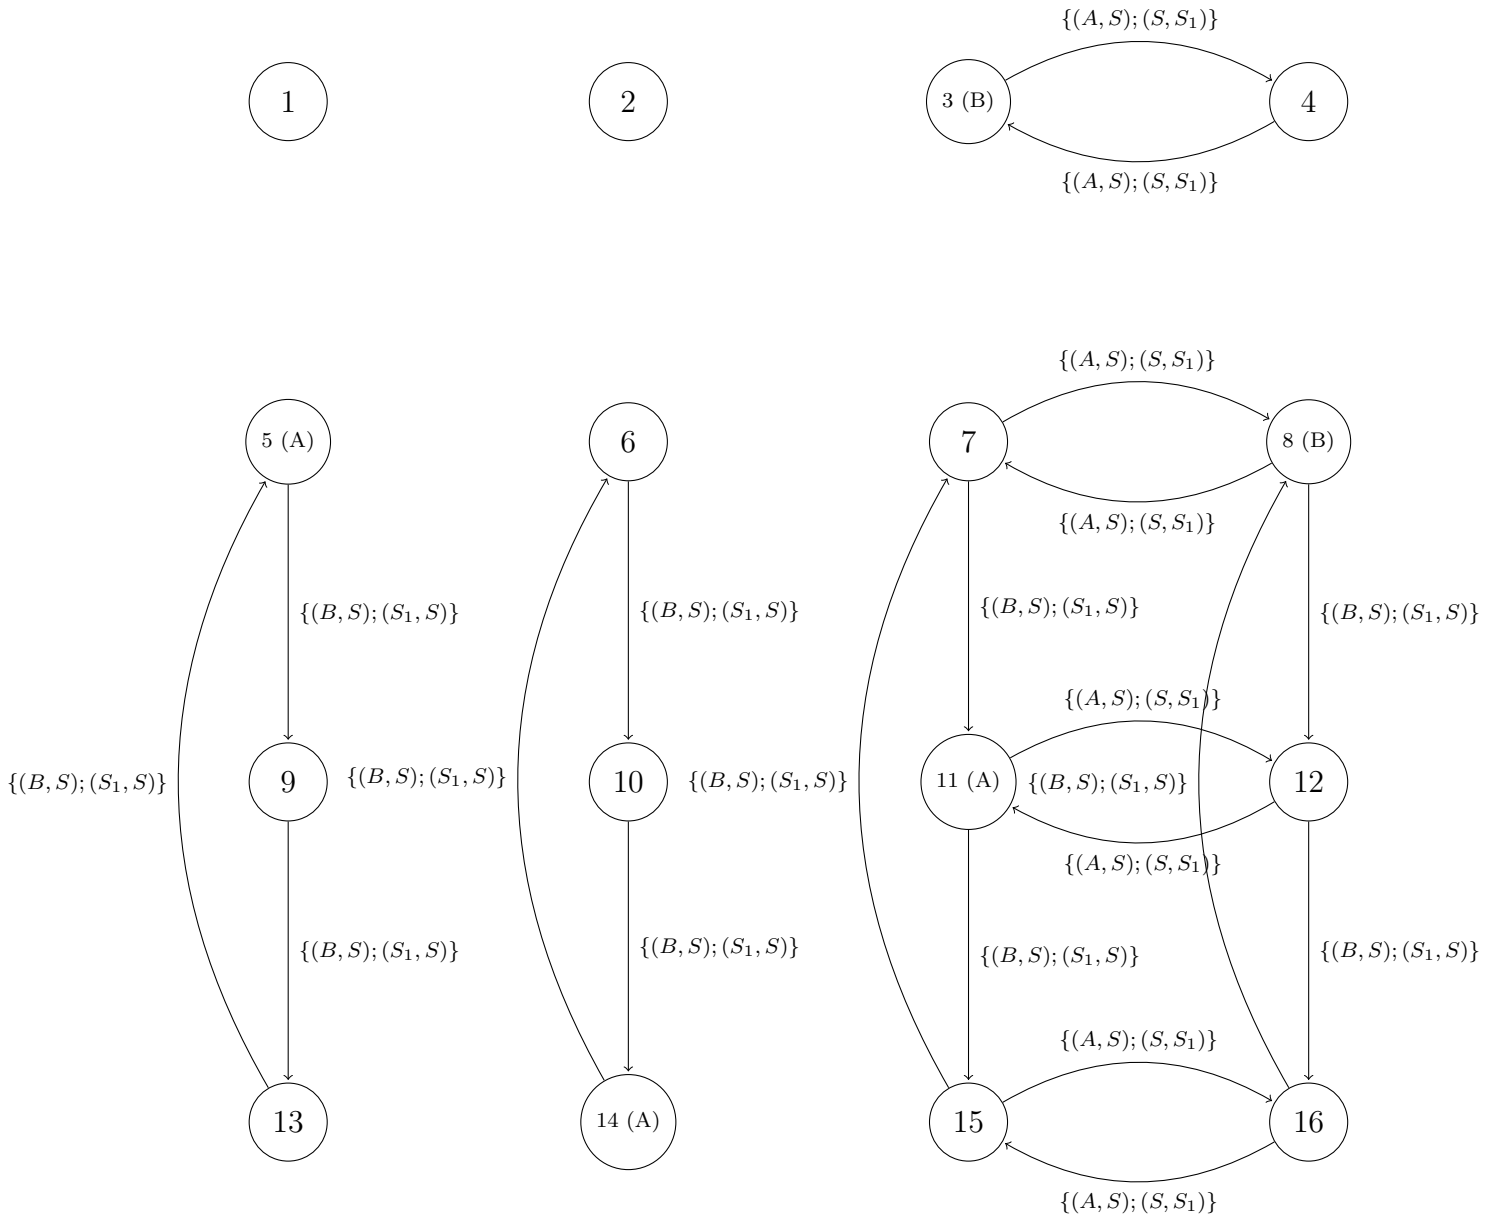 {(A, S); (S, S₁)}
1
2
3 (B)
4
{(A, S); (S, S₁)}
{(A, S); (S, S₁)}
5 (A)
6
7
8 (B)
{(A, S); (S, S₁)}
{(B, S); (S₁, S)}
{(B, S); (S₁, S)}
{(B, S); (S₁, S)}
{(B, S); (S₁, S)}
{(A, S); (S, S₁)}
{(B, S); (S₁, S)}
9
{(B, S); (S₁, S)}
10
{(B, S); (S₁, S)}
11 (A)
{(B, S); (S₁, S)}
12
{(A, S); (S, S₁)}
{(B, S); (S₁, S)}
{(B, S); (S₁, S)}
{(B, S); (S₁, S)}
{(B, S); (S₁, S)}
{(A, S); (S, S₁)}
13
14 (A)
15
16
{(A, S); (S, S₁)}